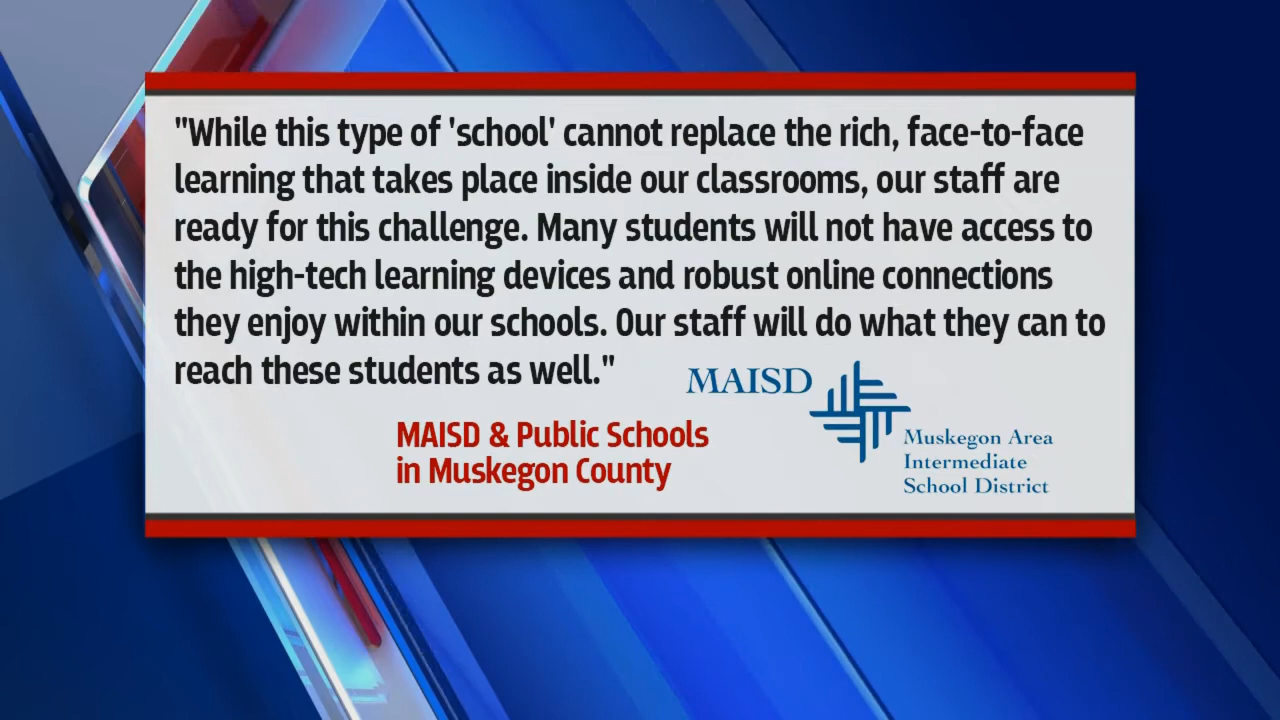 "While this type of 'school' cannot replace the rich, face-to-face
learning that takes place inside our classrooms, our staff are
ready for this challenge. Many students will not have access to
the high-tech learning devices and robust online connections
they enjoy within our schools. Our staff will do what they can to
reach these students as well."
MAISD & Public Schools
in Muskegon County
MAISD
Muskegon Area
Intermediate
School District